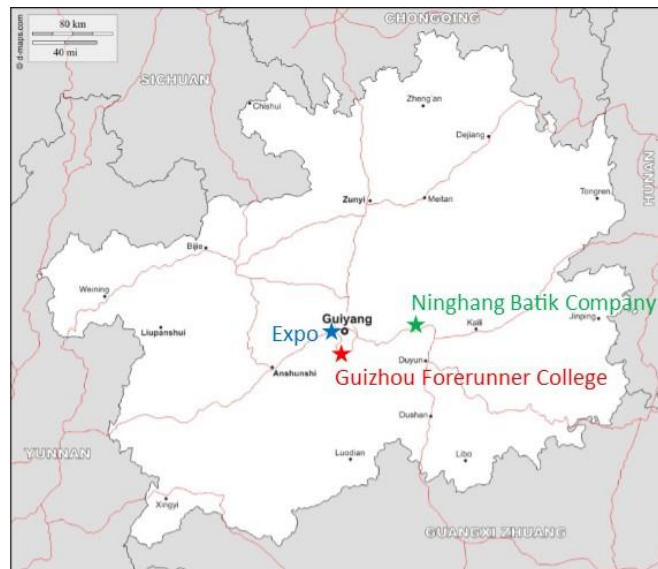 80 km
40 mi
© d-maps.com
CHONGQING
SICHUAN
Chishui
Zheng'an
Dejiang
HUNAN
Zunyi
Meitan
Tongren
Bijie
Weining
Ninghang Batik Company
Guiyang
Jinping
Liupanshui
Expo
Kaili
Anshunshi
Duyun
Guizhou Forerunner College
Dushan
YUNNAN
Luodian
Libo
Xingyi
GUANGXI ZHUANG